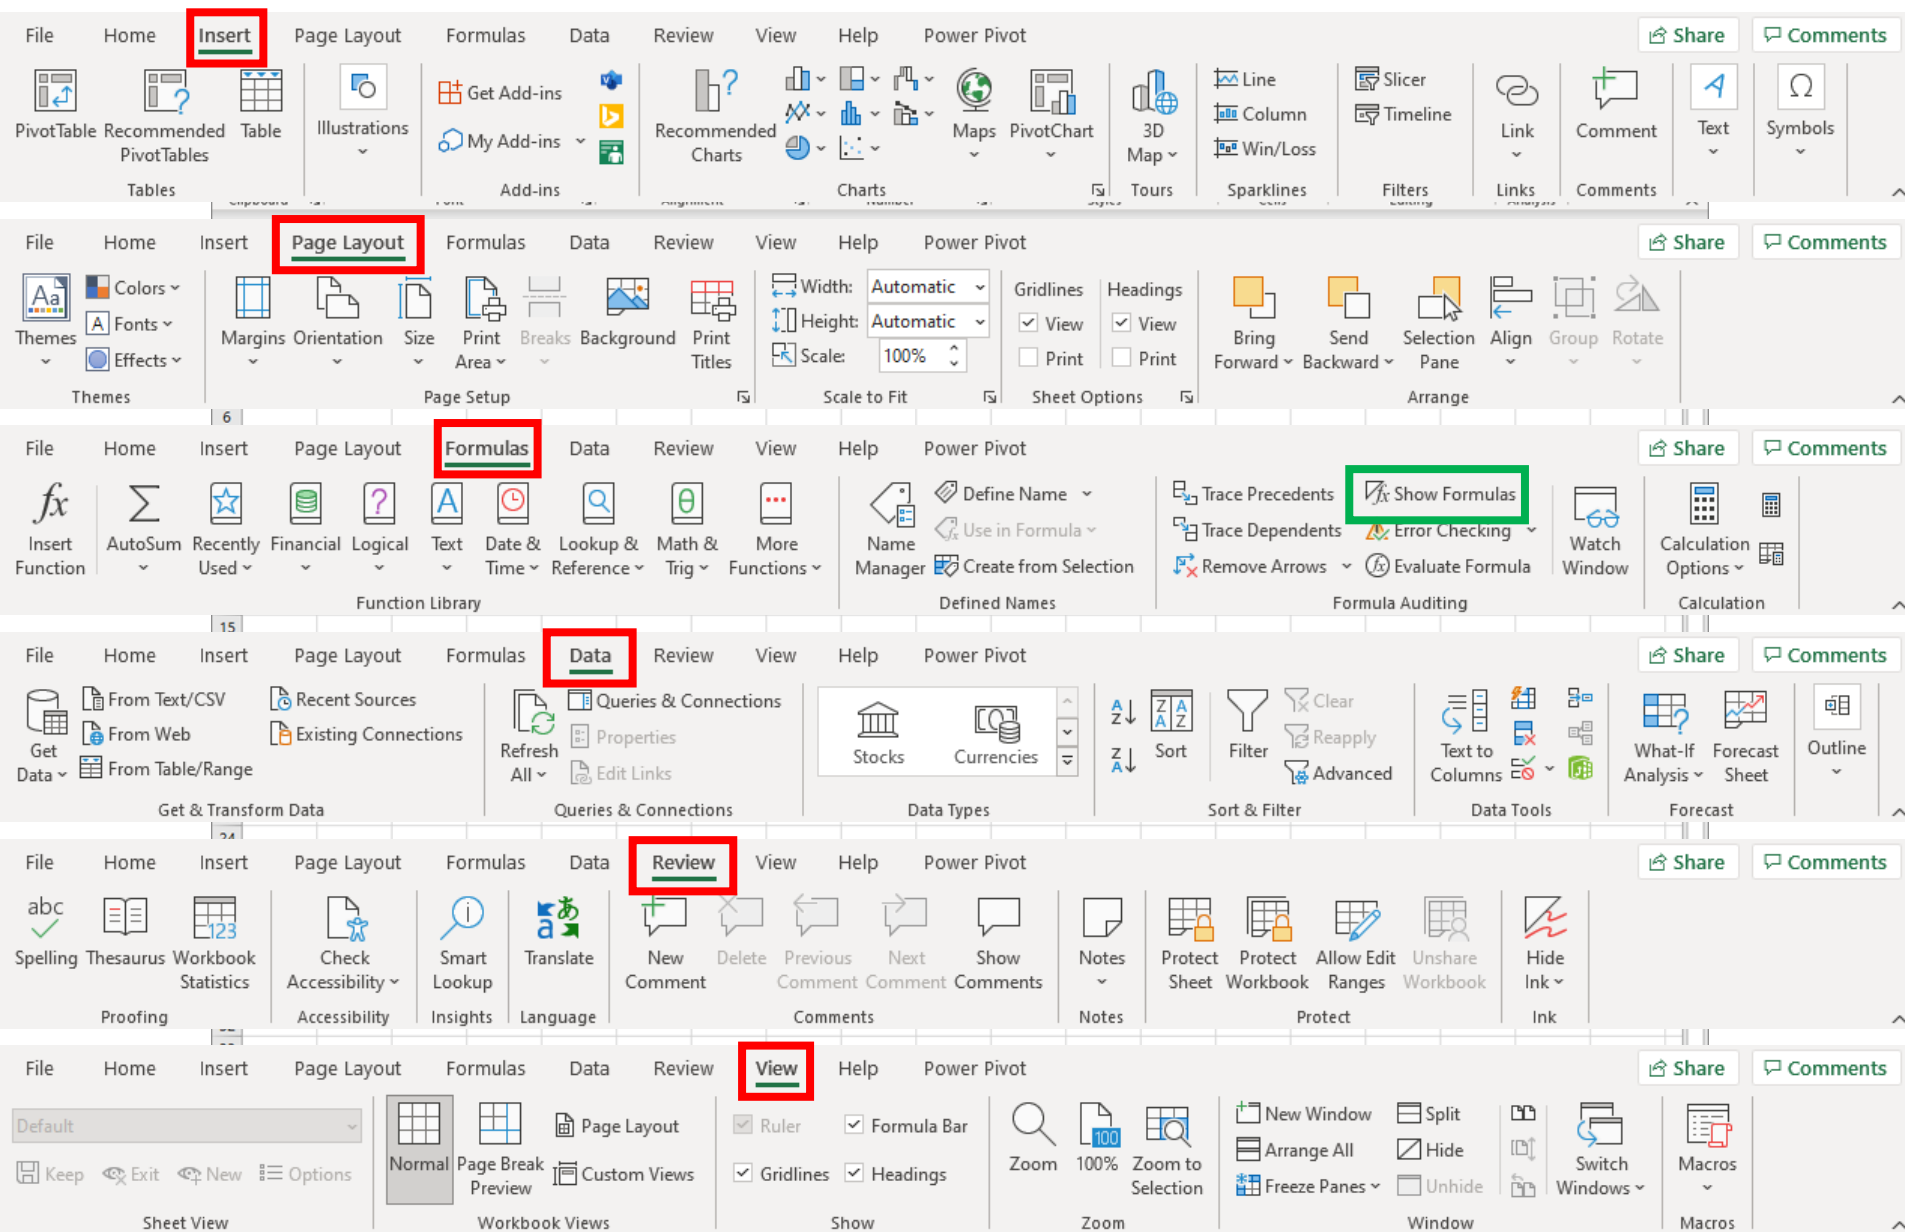 File Home Insert Page Layout Formulas Data Review View Help Power Pivot Share Comments
PivotTable Recommended PivotTables Table Illustrations Get Add-ins My Add-ins Recommended Charts Maps PivotChart 3D Map Line Column Win/Loss Slicer Timeline Link Comment Text Symbols
Tables Add-ins Charts Tours Sparklines Filters Links Comments
File Home Insert Page Layout Formulas Data Review View Help Power Pivot Share Comments
Themes Colors Fonts Effects Margins Orientation Size Print Area Breaks Background Print Titles Width: Automatic Height: Automatic Scale: 100% Gridlines View Print Headings View Print Bring Forward Send Backward Selection Pane Align Group Rotate
Themes Page Setup Scale to Fit Sheet Options Arrange
6
File Home Insert Page Layout Formulas Data Review View Help Power Pivot Share Comments
fx Insert Function AutoSum Recently Used Financial Logical Text Date & Time Lookup & Reference Math & Trig More Functions Name Manager Define Name Use in Formula Create from Selection Trace Precedents Trace Dependents Remove Arrows Show Formulas Error Checking Evaluate Formula Watch Window Calculation Options
Function Library Defined Names Formula Auditing Calculation
15
File Home Insert Page Layout Formulas Data Review View Help Power Pivot Share Comments
Get Data From Text/CSV From Web From Table/Range Recent Sources Existing Connections Refresh All Queries & Connections Properties Edit Links Stocks Currencies Sort Filter Clear Reapply Advanced Text to Columns What-If Analysis Forecast Sheet Outline
Get & Transform Data Queries & Connections Data Types Sort & Filter Data Tools Forecast
File Home Insert Page Layout Formulas Data Review View Help Power Pivot Share Comments
abc Spelling Thesaurus 123 Workbook Statistics Check Accessibility Smart Lookup Translate New Comment Delete Previous Comment Next Comment Show Comments Notes Protect Sheet Protect Workbook Allow Edit Ranges Unshare Workbook Hide Ink
Proofing Accessibility Insights Language Comments Notes Protect Ink
File Home Insert Page Layout Formulas Data Review View Help Power Pivot Share Comments
Default Keep Exit New Options Normal Page Break Preview Page Layout Custom Views Ruler Formula Bar Gridlines Headings Zoom 100 100% Zoom to Selection New Window Arrange All Freeze Panes Split Hide Unhide Switch Windows Macros
Sheet View Workbook Views Show Zoom Window Macros